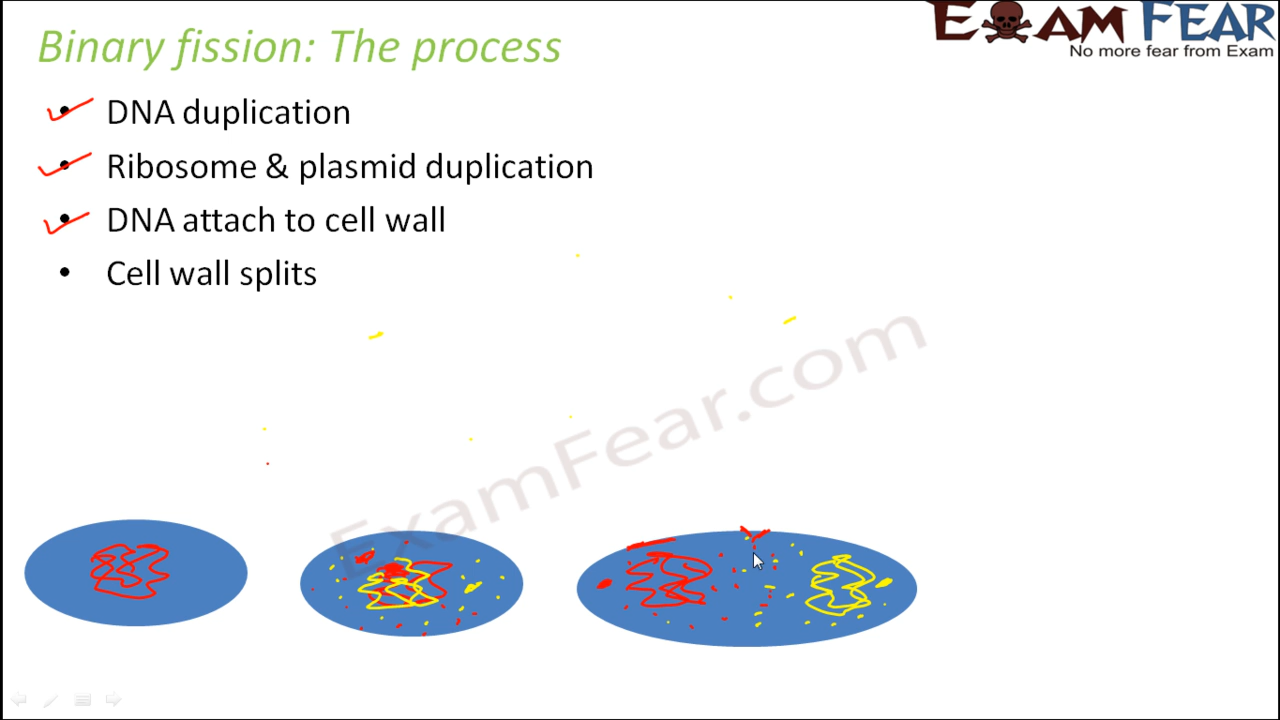 Binary fission: The process
EXAM FEAR
No more fear from Exam
• DNA duplication
• Ribosome & plasmid duplication
• DNA attach to cell wall
• Cell wall splits
ExamFear.com